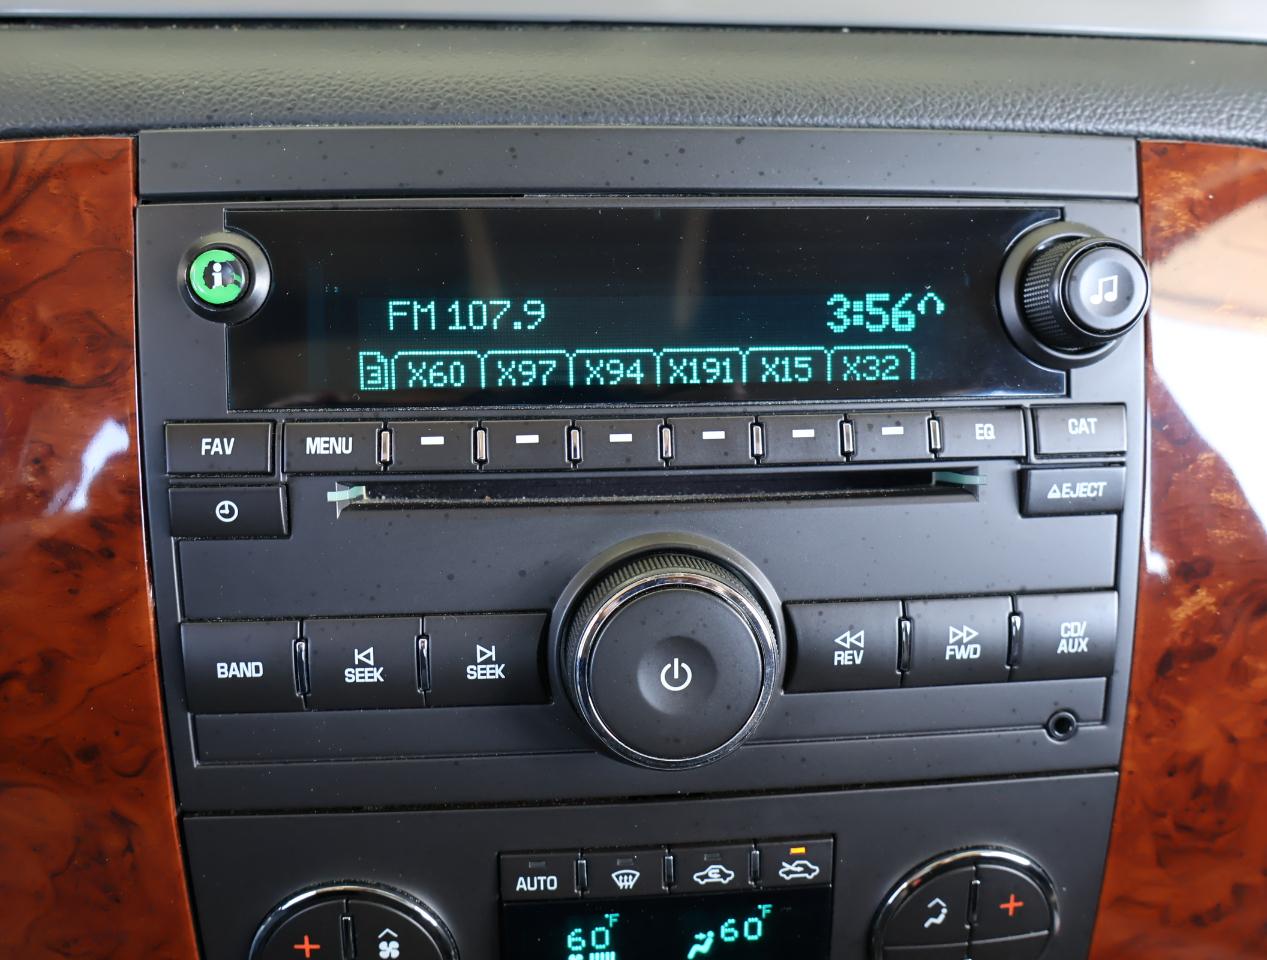 i
FM 107.9 3:56^
3 X60 X97 X94 X191 X15 X32
FAV MENU EQ CAT
EJECT
BAND SEEK SEEK REV FWD CD/
AUX
AUTO
60°F 60°F